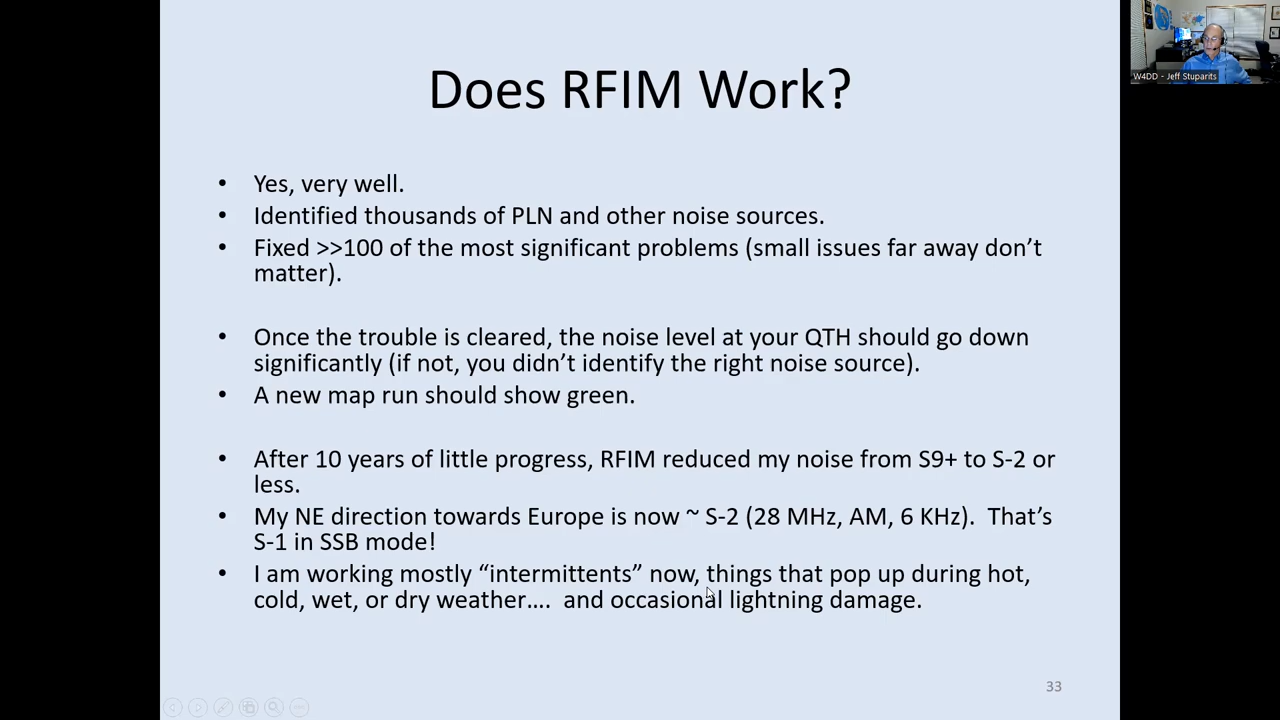 Does RFIM Work?
W4DD - Jeff Stuparits
• Yes, very well.
• Identified thousands of PLN and other noise sources.
• Fixed >>100 of the most significant problems (small issues far away don’t
matter).
• Once the trouble is cleared, the noise level at your QTH should go down
significantly (if not, you didn’t identify the right noise source).
• A new map run should show green.
• After 10 years of little progress, RFIM reduced my noise from S9+ to S-2 or
less.
• My NE direction towards Europe is now ~ S-2 (28 MHz, AM, 6 KHz).  That’s
S-1 in SSB mode!
• I am working mostly “intermittents” now, things that pop up during hot,
cold, wet, or dry weather….  and occasional lightning damage.
33